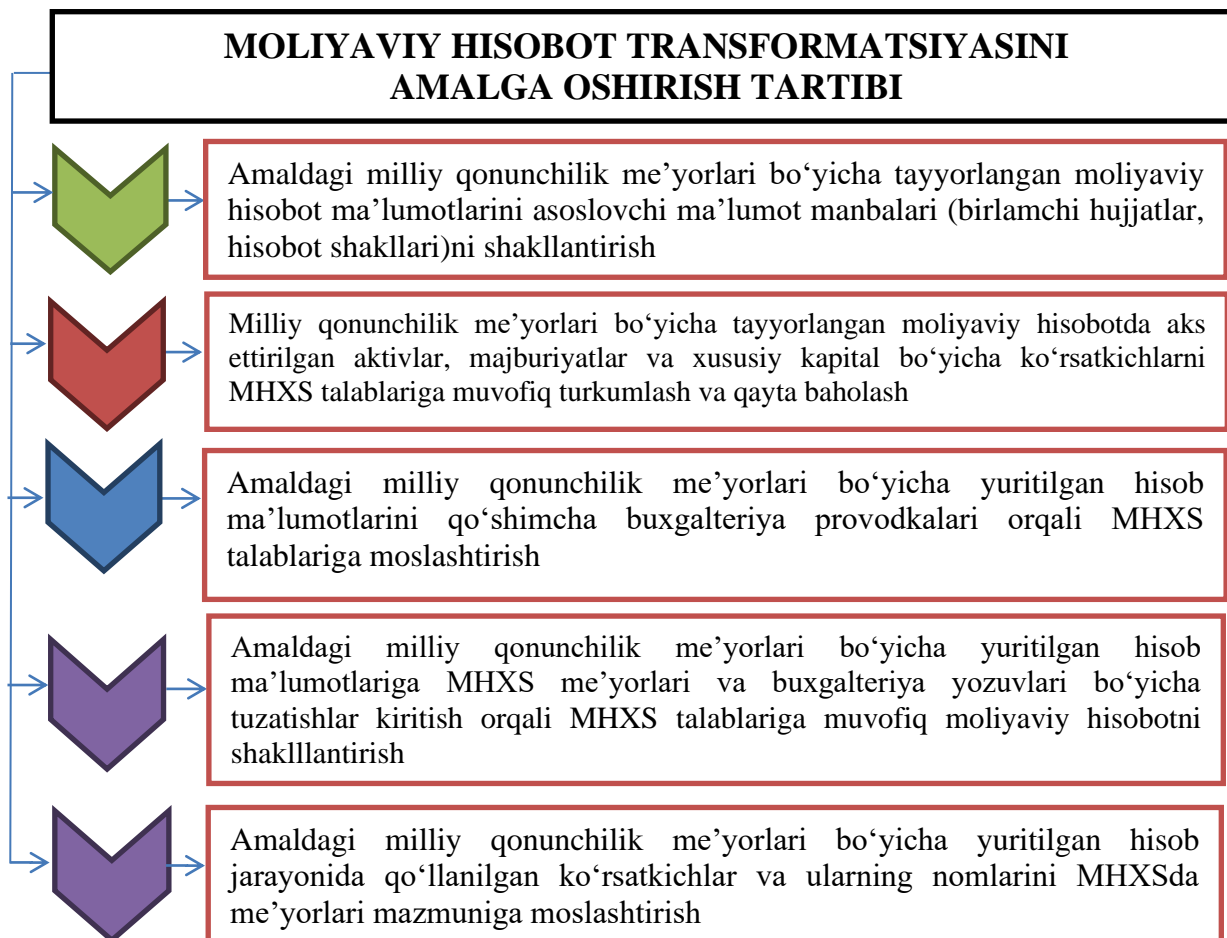 MOLIYAVIY HISOBOT TRANSFORMATSIYASINI
AMALGA OSHIRISH TARTIBI
Amaldagi milliy qonunchilik me’yorlari bo‘yicha tayyorlangan moliyaviy
hisobot ma’lumotlarini asoslovchi ma’lumot manbalari (birlamchi hujjatlar,
hisobot shakllari)ni shakllantirish
Milliy qonunchilik me’yorlari bo‘yicha tayyorlangan moliyaviy hisobotda aks
ettirilgan aktivlar, majburiyatlar va xususiy kapital bo‘yicha ko‘rsatkichlarni
MHXS talablariga muvofiq turkumlash va qayta baholash
Amaldagi milliy qonunchilik me’yorlari bo‘yicha yuritilgan hisob
ma’lumotlarini qo‘shimcha buxgalteriya provodkalari orqali MHXS
talablariga moslashtirish
Amaldagi milliy qonunchilik me’yorlari bo‘yicha yuritilgan hisob
ma’lumotlariga MHXS me’yorlari va buxgalteriya yozuvlari bo‘yicha
tuzatishlar kiritish orqali MHXS talablariga muvofiq moliyaviy hisobotni
shaklllantirish
Amaldagi milliy qonunchilik me’yorlari bo‘yicha yuritilgan hisob
jarayonida qo‘llanilgan ko‘rsatkichlar va ularning nomlarini MHXSda
me’yorlari mazmuniga moslashtirish